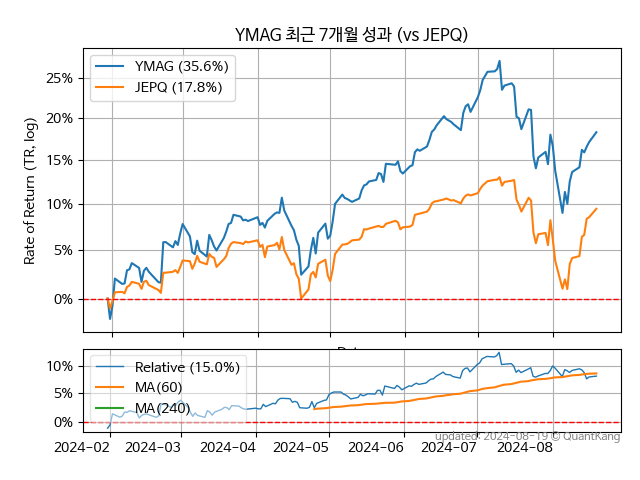 YMAG 최근 7개월 성과 (vs JEPQ)
YMAG (35.6%)
JEPQ (17.8%)
Rate of Return (TR, log)
25%
20%
15%
10%
5%
0%
Relative (15.0%)
MA(60)
MA(240)
10%
5%
0%
2024-02 2024-03 2024-04 2024-05 2024-06 2024-07 2024-08
updated: 2024-08-19 © QuantKang